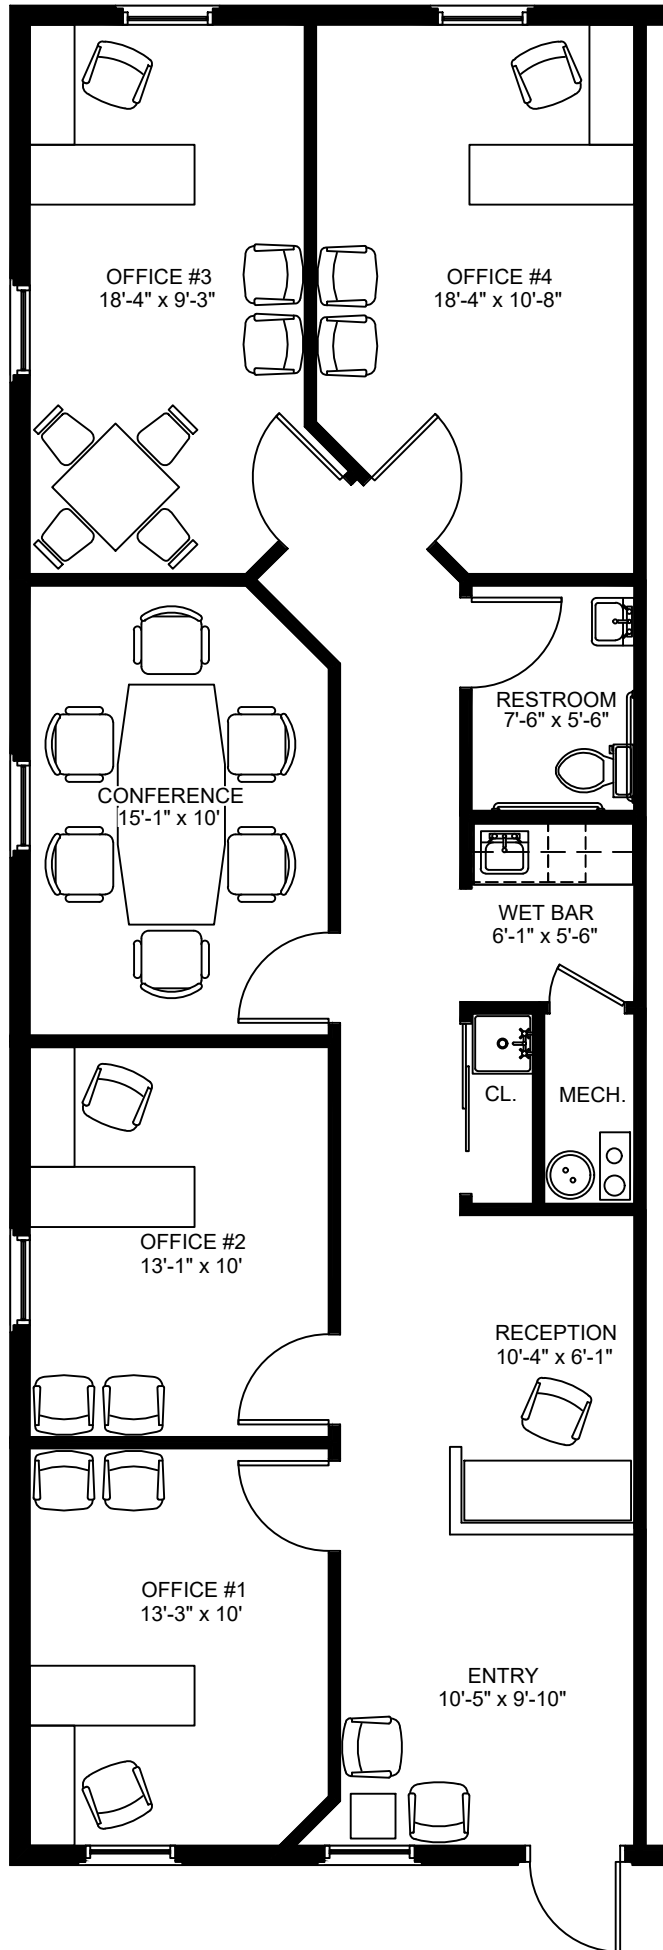 OFFICE #3
18'-4" x 9'-3"
OFFICE #4
18'-4" x 10'-8"
RESTROOM
7'-6" x 5'-6"
CONFERENCE
15'-1" x 10'
WET BAR
6'-1" x 5'-6"
CL.
MECH.
OFFICE #2
13'-1" x 10'
RECEPTION
10'-4" x 6'-1"
OFFICE #1
13'-3" x 10'
ENTRY
10'-5" x 9'-10"